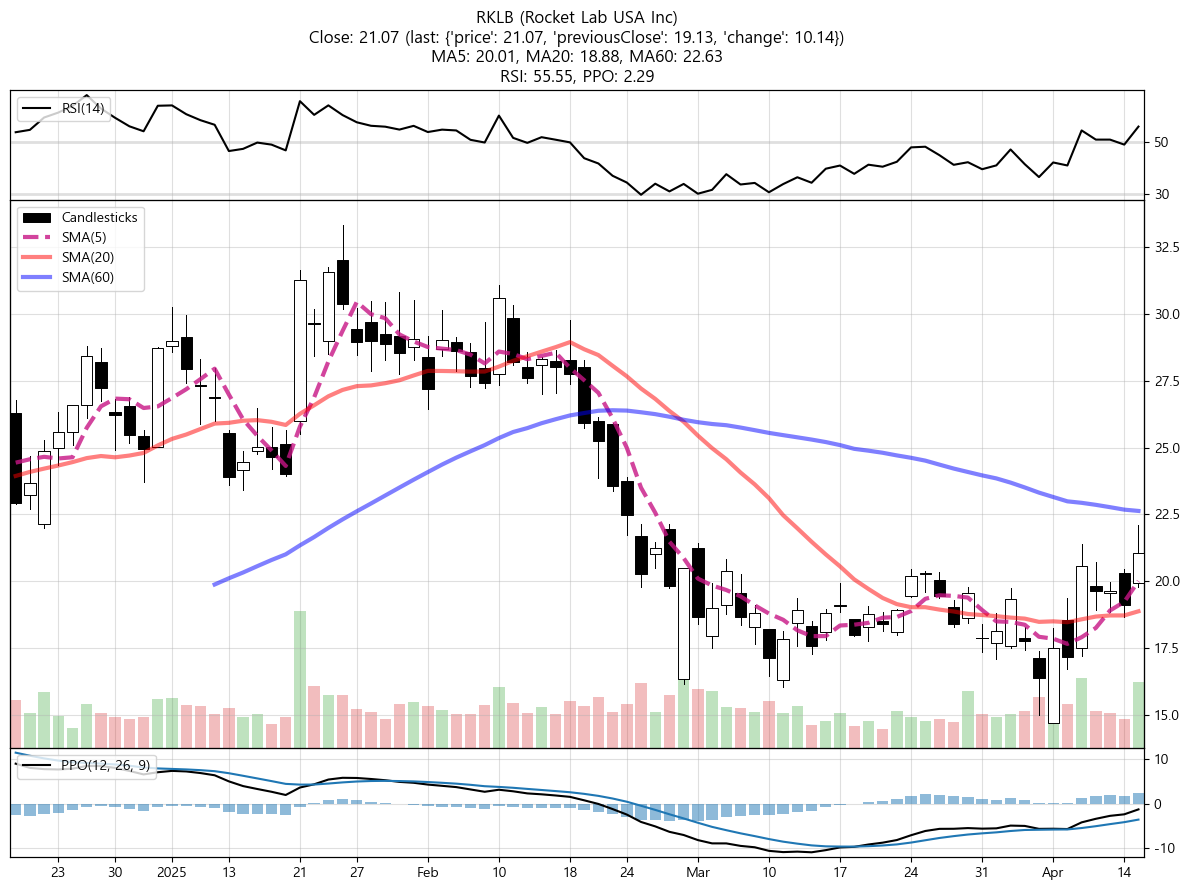 RKLB (Rocket Lab USA Inc)
Close: 21.07 (last: {'price': 21.07, 'previousClose': 19.13, 'change': 10.14})
MA5: 20.01, MA20: 18.88, MA60: 22.63
RSI: 55.55, PPO: 2.29
RSI(14)
50
30
Candlesticks
SMA(5)
SMA(20)
SMA(60)
32.5
30.0
27.5
25.0
22.5
20.0
17.5
15.0
PPO(12, 26, 9)
10
0
-10
23 30 2025 13 21 27 Feb 10 18 24 Mar 10 17 24 31 Apr 14